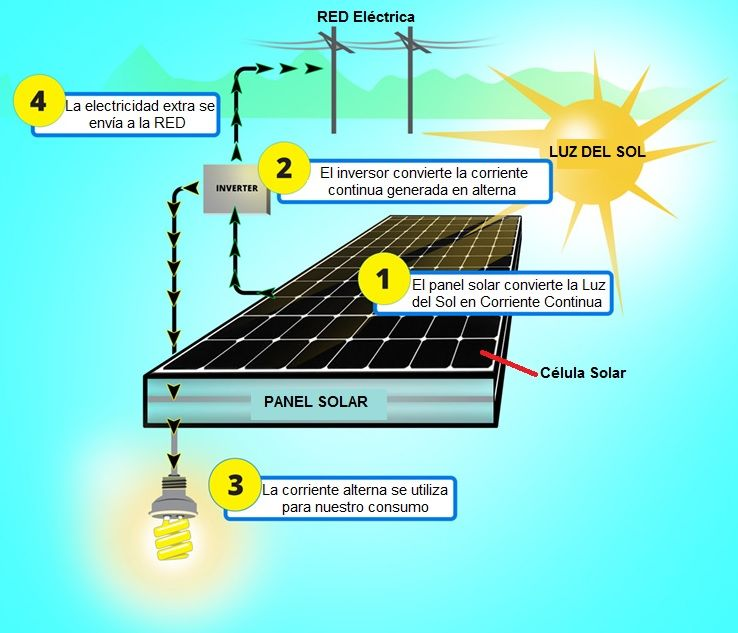 RED Eléctrica
4
La electricidad extra se
envía a la RED
LUZ DEL SOL
INVERTER
2
El inversor convierte la corriente
continua generada en alterna
1
El panel solar convierte la Luz
del Sol en Corriente Continua
Célula Solar
PANEL SOLAR
3
La corriente alterna se utiliza
para nuestro consumo